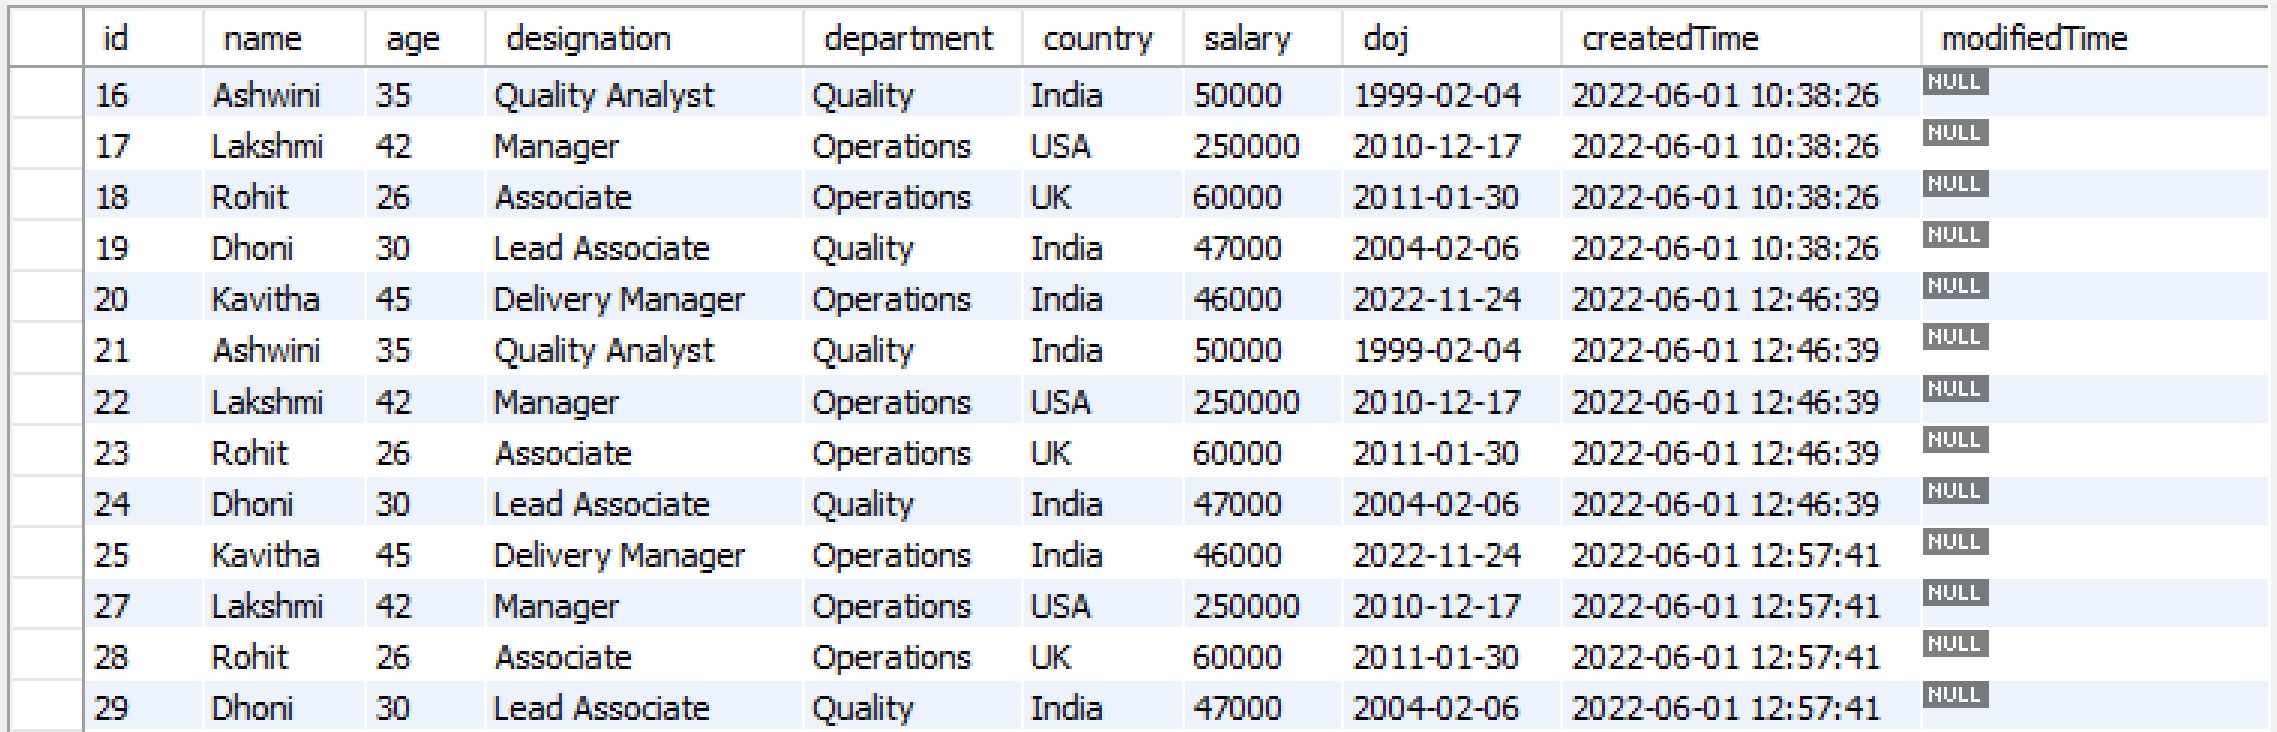 id name age designation department country salary doj createdTime modifiedTime
16 Ashwini 35 Quality Analyst Quality India 50000 1999-02-04 2022-06-01 10:38:26 NULL
17 Lakshmi 42 Manager Operations USA 250000 2010-12-17 2022-06-01 10:38:26 NULL
18 Rohit 26 Associate Operations UK 60000 2011-01-30 2022-06-01 10:38:26 NULL
19 Dhoni 30 Lead Associate Quality India 47000 2004-02-06 2022-06-01 10:38:26 NULL
20 Kavitha 45 Delivery Manager Operations India 46000 2022-11-24 2022-06-01 12:46:39 NULL
21 Ashwini 35 Quality Analyst Quality India 50000 1999-02-04 2022-06-01 12:46:39 NULL
22 Lakshmi 42 Manager Operations USA 250000 2010-12-17 2022-06-01 12:46:39 NULL
23 Rohit 26 Associate Operations UK 60000 2011-01-30 2022-06-01 12:46:39 NULL
24 Dhoni 30 Lead Associate Quality India 47000 2004-02-06 2022-06-01 12:46:39 NULL
25 Kavitha 45 Delivery Manager Operations India 46000 2022-11-24 2022-06-01 12:57:41 NULL
27 Lakshmi 42 Manager Operations USA 250000 2010-12-17 2022-06-01 12:57:41 NULL
28 Rohit 26 Associate Operations UK 60000 2011-01-30 2022-06-01 12:57:41 NULL
29 Dhoni 30 Lead Associate Quality India 47000 2004-02-06 2022-06-01 12:57:41 NULL